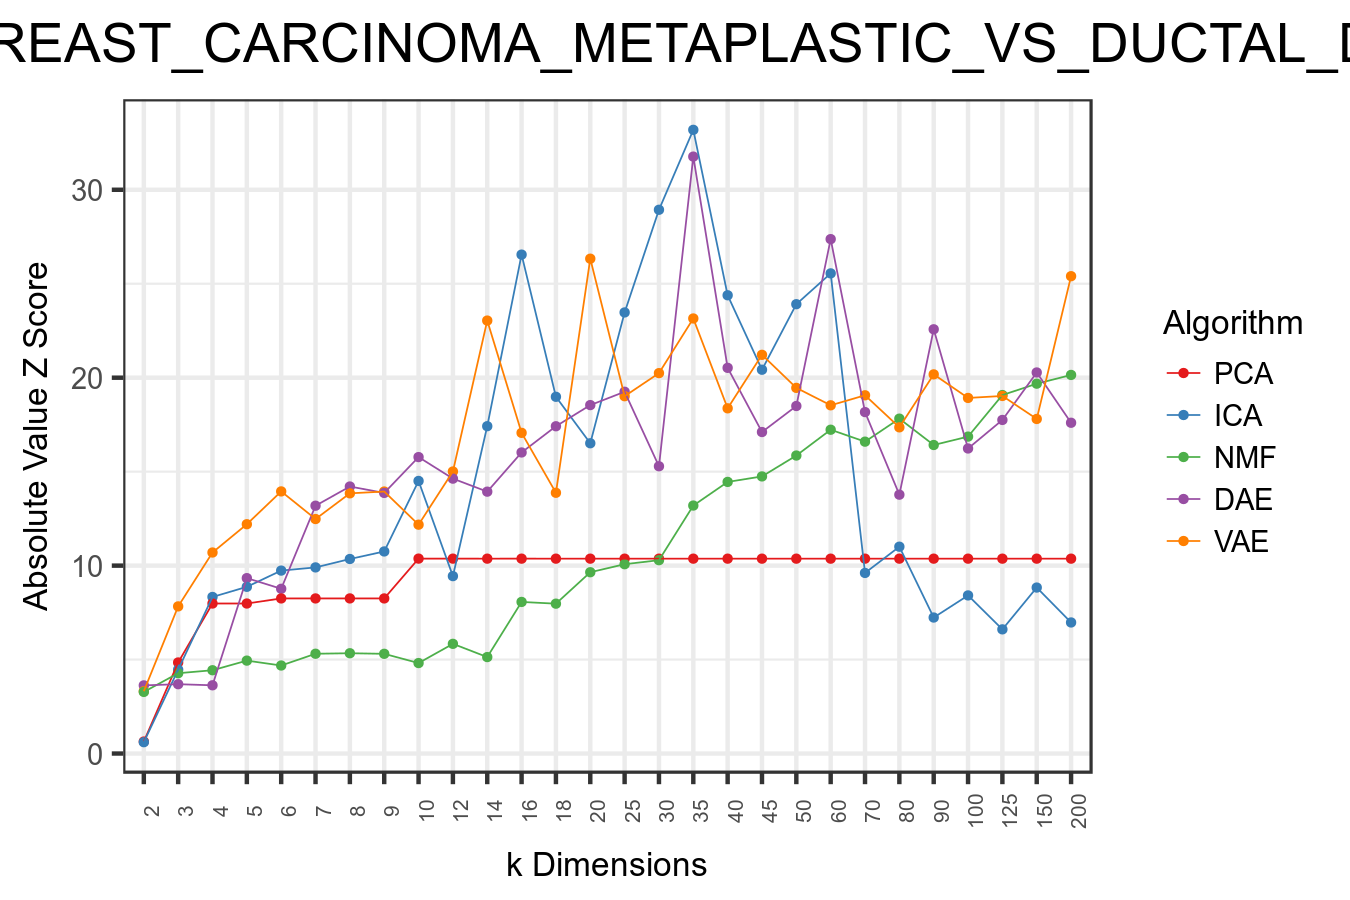 REAST_CARCINOMA_METAPLASTIC_VS_DUCTAL_D
Absolute Value Z Score
30
20
10
0
2 3 4 5 6 7 8 9 10 12 14 16 18 20 25 30 35 40 45 50 60 70 80 90 100 125 150 200
k Dimensions
Algorithm
PCA
ICA
NMF
DAE
VAE